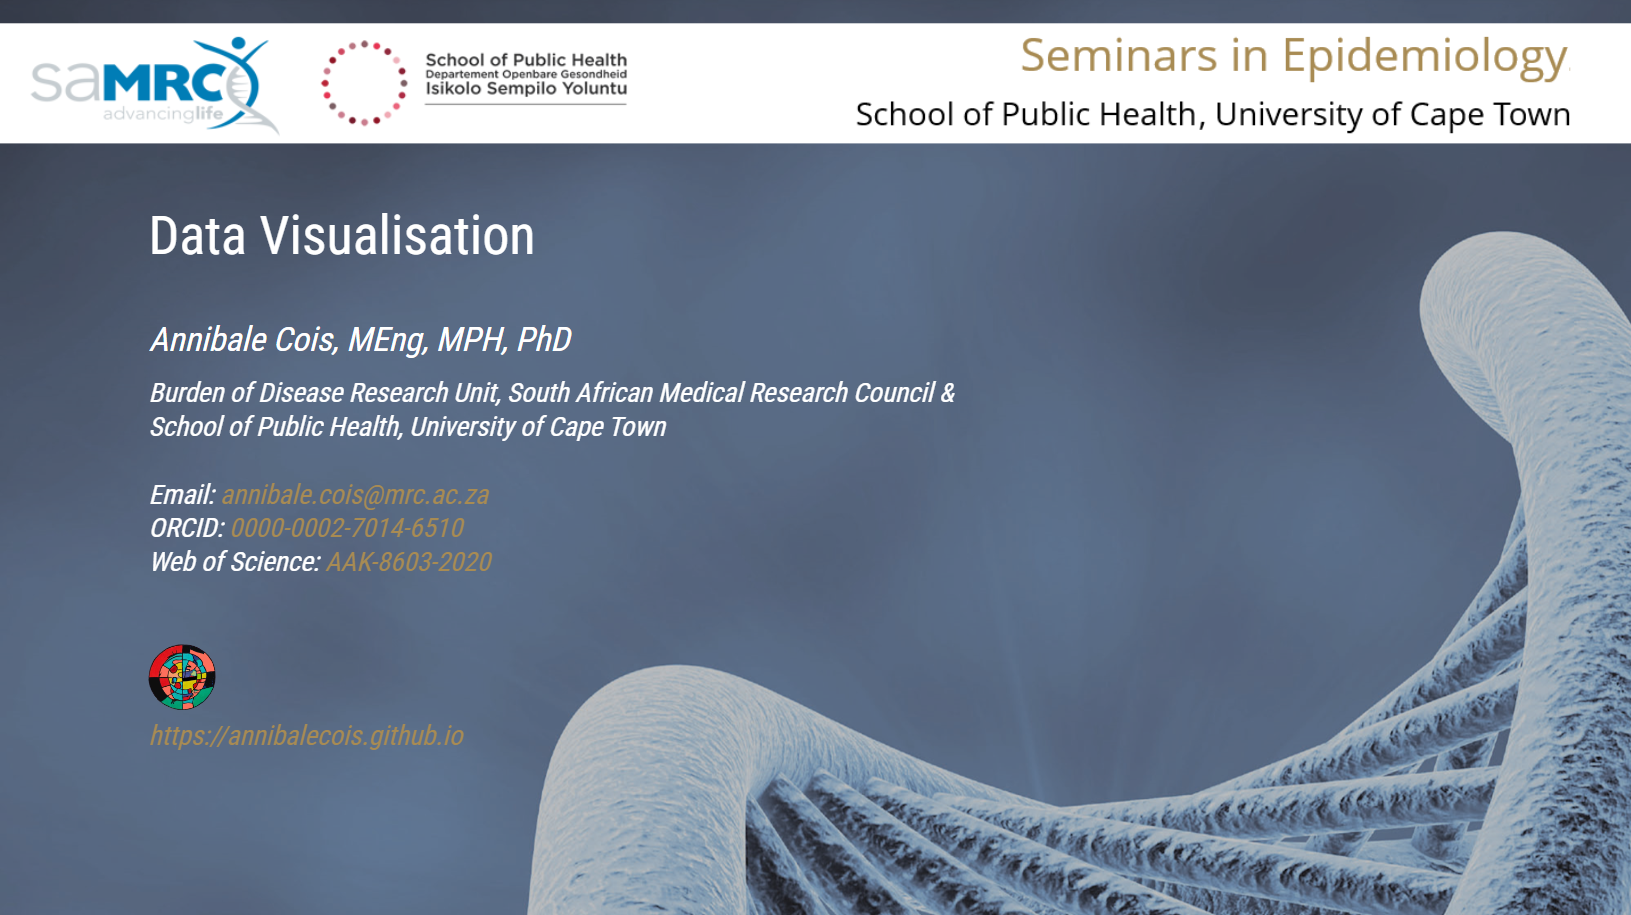 saMRC
advancinglife
School of Public Health
Departement Openbare Gesondheid
Isikolo Sempilo Yoluntu
Seminars in Epidemiology
School of Public Health, University of Cape Town
Data Visualisation
Annibale Cois, MEng, MPH, PhD
Burden of Disease Research Unit, South African Medical Research Council &
School of Public Health, University of Cape Town
Email: annibale.cois@mrc.ac.za
ORCID: 0000-0002-7014-6510
Web of Science: AAK-8603-2020
https://annibalecois.github.io